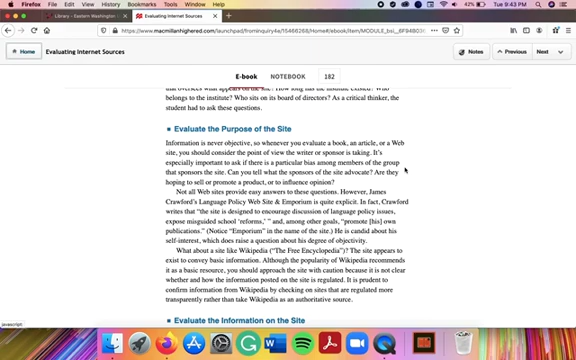 Firefox File Edit View History Bookmarks Tools Window Help
Tue 9:43 PM
Library - Eastern Washington
Evaluating Internet Sources
https://www.macmillanhighered.com/launchpad/frominquiry4e/15466268/Home#/ebook/item/MODULE_bsi_
Home
Evaluating Internet Sources
Notes
Previous
Next
E-book NOTEBOOK 182
that oversees what appears on the site? How long has the institute existed? Who
belongs to the institute? Who sits on its board of directors? As a critical thinker, the
student had to ask these questions.
Evaluate the Purpose of the Site
Information is never objective, so whenever you evaluate a book, an article, or a Web
site, you should consider the point of view the writer or sponsor is taking. It's
especially important to ask if there is a particular bias among members of the group
that sponsors the site. Can you tell what the sponsors of the site advocate? Are they
hoping to sell or promote a product, or to influence opinion?
Not all Web sites provide easy answers to these questions. However, James
Crawford's Language Policy Web Site & Emporium is quite explicit. In fact, Crawford
writes that "the site is designed to encourage discussion of language policy issues,
expose misguided school 'reforms,' " and, among other goals, "promote [his] own
publications." (Notice "Emporium" in the name of the site.) He is candid about his
self-interest, which does raise a question about his degree of objectivity.
What about a site like Wikipedia ("The Free Encyclopedia")? The site appears to
exist to convey basic information. Although the popularity of Wikipedia recommends
it as a basic resource, you should approach the site with caution because it is not clear
whether and how the information posted on the site is regulated. It is prudent to
confirm information from Wikipedia by checking on sites that are regulated more
transparently rather than take Wikipedia as an authoritative source.
Evaluate the Information on the Site
javascript: